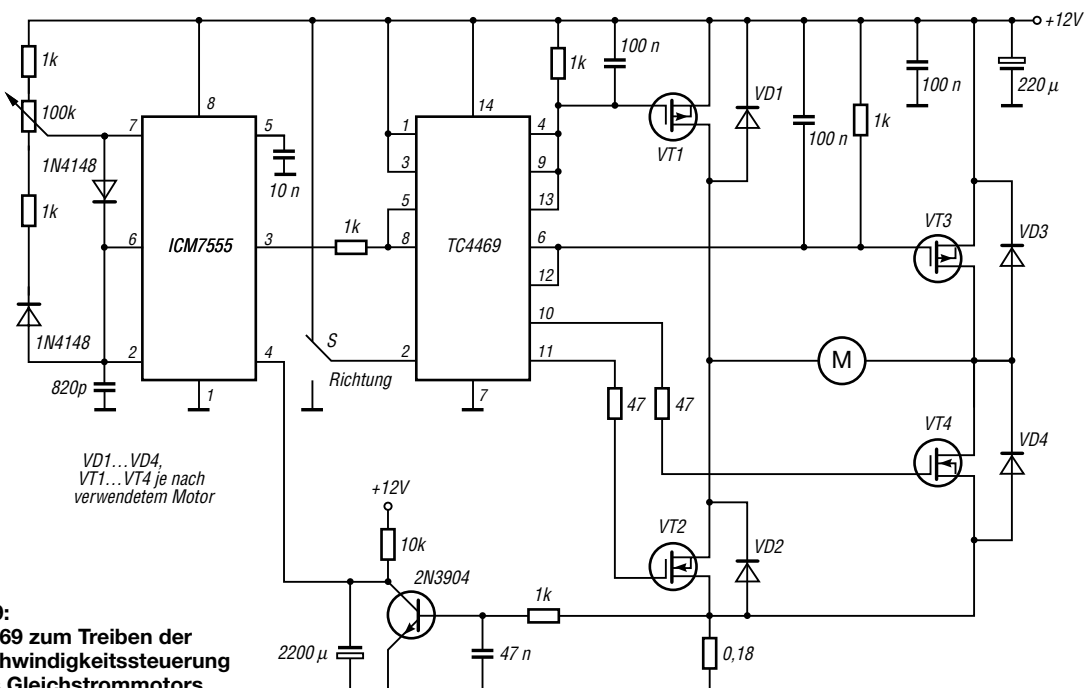 +12V
1k
100k
1N4148
1k
1N4148
820p
8
7
5
10 n
6
ICM7555
3
2
4
1
1k
S
Richtung
14
1
3
5
8
TC4469
2
7
4
9
13
6
12
10
11
1k
100 n
VT1
VD1
100 n
1k
100 n
220 µ
VT3
VD3
M
47
47
VT4
VD4
VT2
VD2
VD1...VD4,
VT1...VT4 je nach
verwendetem Motor
+12V
10k
2N3904
2200 µ
47 n
1k
0,18
69 zum Treiben der
hwindigkeitssteuerung
Gleichstrommotors